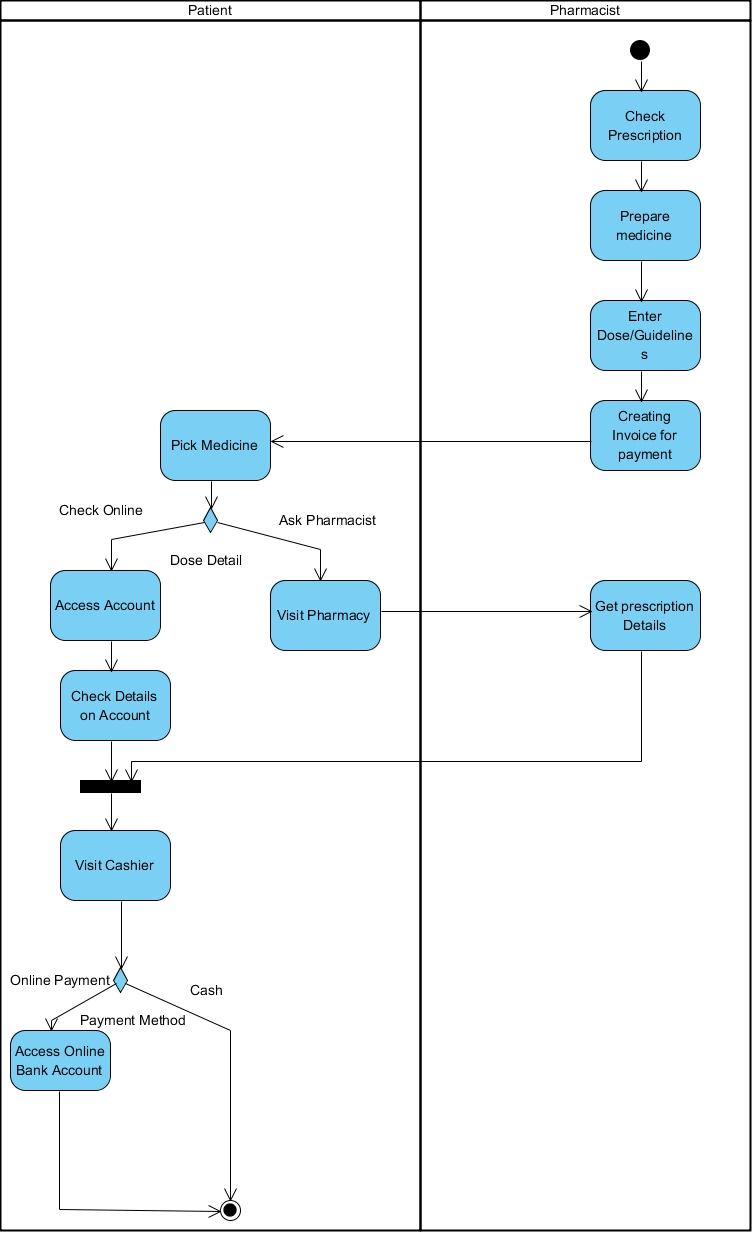 Patient
Pharmacist
Check
Prescription
Prepare
medicine
Enter
Dose/Guideline
s
Creating
Invoice for
payment
Pick Medicine
Check Online
Ask Pharmacist
Dose Detail
Access Account
Visit Pharmacy
Get prescription
Details
Check Details
on Account
Visit Cashier
Online Payment
Cash
Payment Method
Access Online
Bank Account